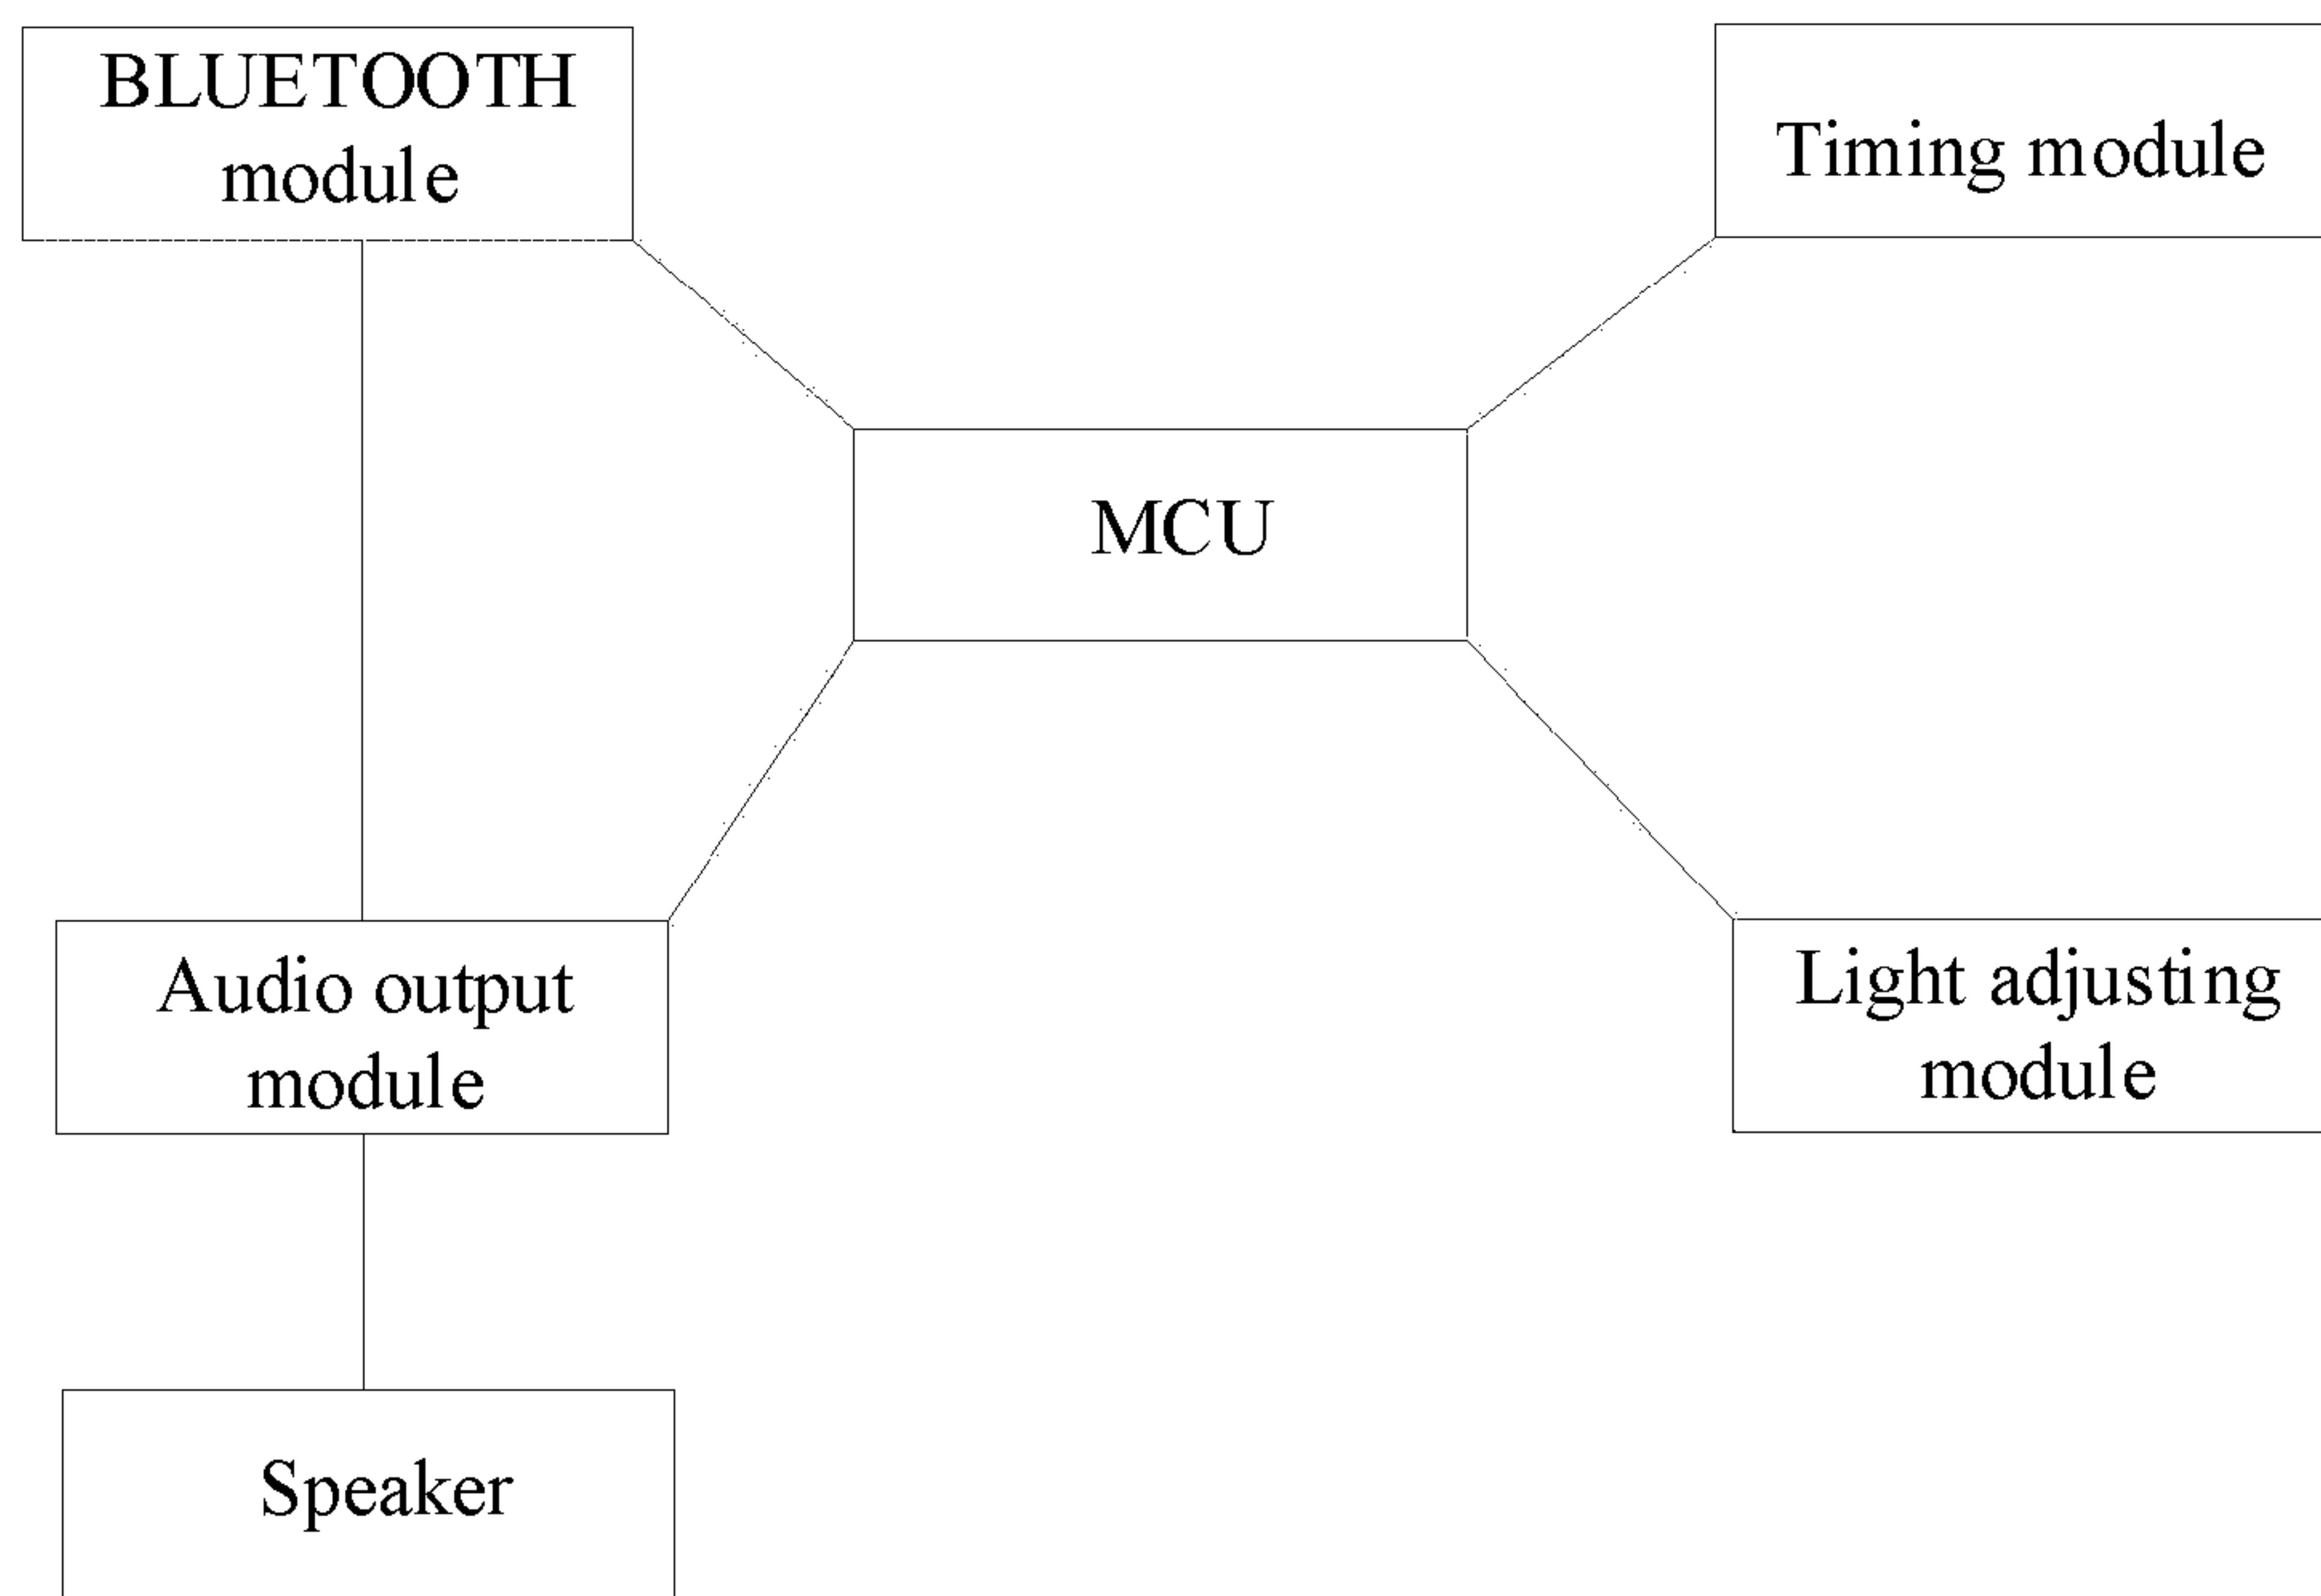 BLUETOOTH
module
Timing module
MCU
Audio output
module
Light adjusting
module
Speaker